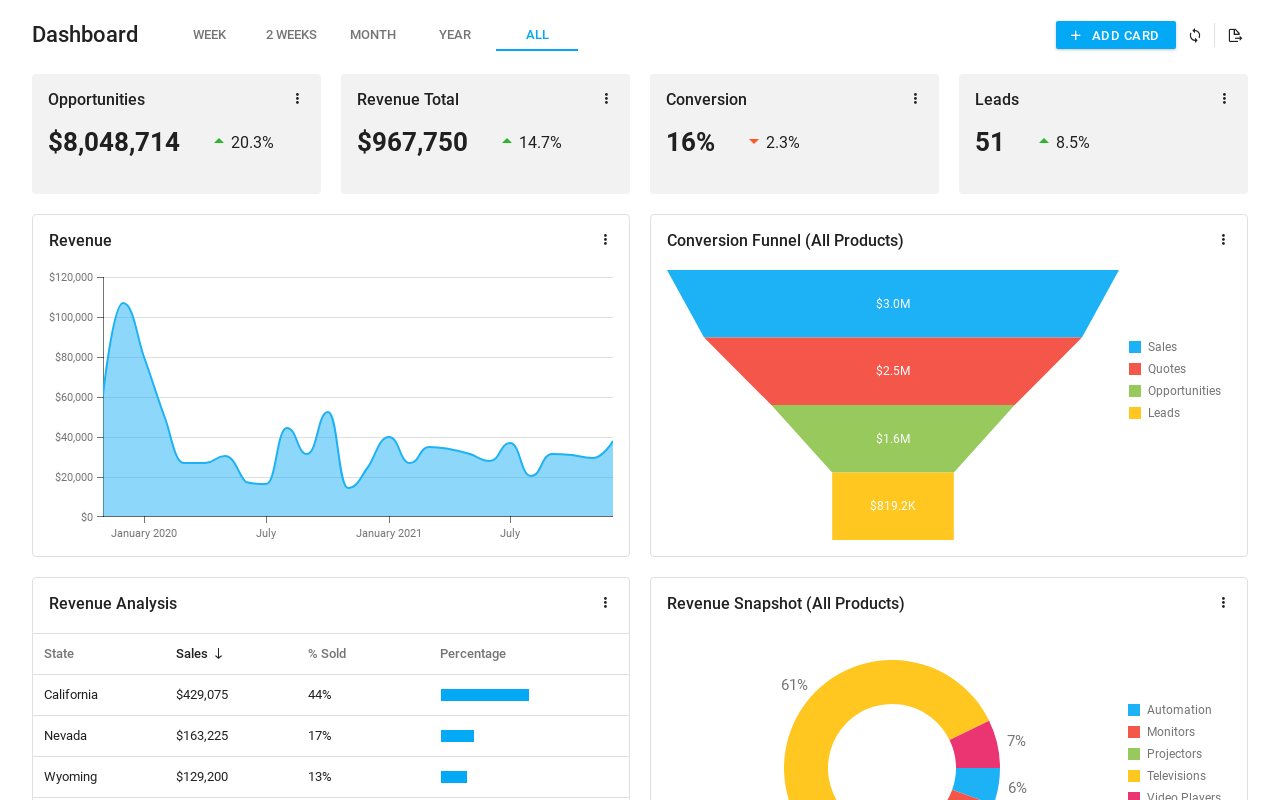 Dashboard
WEEK
2 WEEKS
MONTH
YEAR
ALL
ADD CARD
Opportunities
$8,048,714
20.3%
Revenue Total
$967,750
14.7%
Conversion
16%
2.3%
Leads
51
8.5%
Revenue
$120,000
$100,000
$80,000
$60,000
$40,000
$20,000
$0
January 2020
July
January 2021
July
Conversion Funnel (All Products)
$3.0M
$2.5M
$1.6M
$819.2K
Sales
Quotes
Opportunities
Leads
Revenue Analysis
State
Sales
% Sold
Percentage
California
$429,075
44%
Nevada
$163,225
17%
Wyoming
$129,200
13%
Revenue Snapshot (All Products)
61%
7%
6%
Automation
Monitors
Projectors
Televisions
Video Players